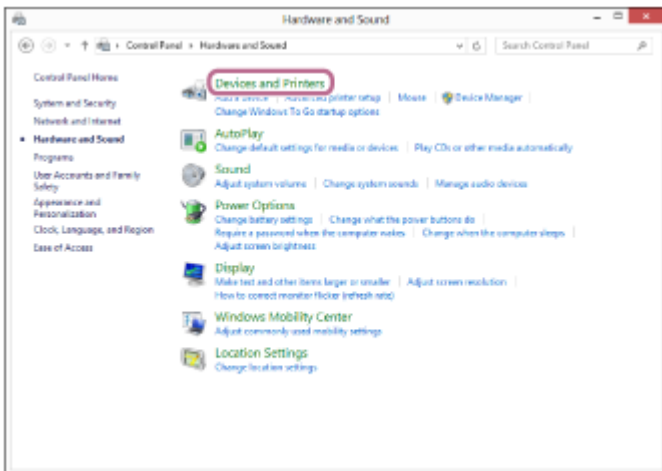 Hardware and Sound
Control Panel › Hardware and Sound
Search Control Panel
Control Panel Home
System and Security
Network and Internet
Hardware and Sound
Programs
User Accounts and Family
Safety
Appearance and
Personalization
Clock, Language, and Region
Ease of Access
Devices and Printers
Add a device | Advanced printer setup | Mouse | Device Manager
Change Windows To Go startup options
AutoPlay
Change default settings for media or devices | Play CDs or other media automatically
Sound
Adjust system volume | Change system sounds | Manage audio devices
Power Options
Change battery settings | Change what the power buttons do
Require a password when the computer wakes | Change when the computer sleeps
Adjust screen brightness
Display
Make text and other items larger or smaller | Adjust screen resolution
How to correct monitor flicker (refresh rate)
Windows Mobility Center
Adjust commonly used mobility settings
Location Settings
Change location settings